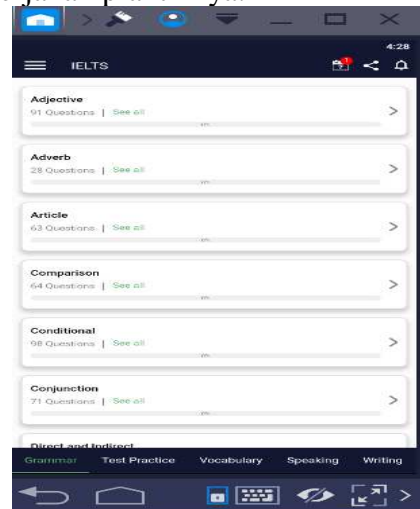 4:28
IELTS
Adjective
91 Questions | See all
Adverb
28 Questions | See all
Article
63 Questions | See all
Comparison
64 Questions | See all
Conditional
98 Questions | See all
Conjunction
71 Questions | See all
Direct and Indirect
Grammar Test Practice Vocabulary Speaking Writing